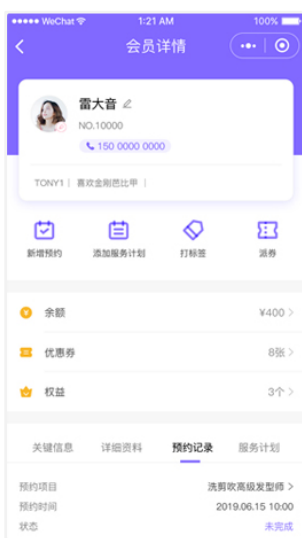 WeChat 1:21 AM 100%
会员详情
雷大音
NO.10000
150 0000 0000
TONY1 | 喜欢金刚芭比甲 |
新增预约 添加服务计划 打标签 派券
余额 ¥400 >
优惠券 8张 >
权益 3个 >
关键信息 详细资料 预约记录 服务计划
预约项目 洗剪吹高级发型师 >
预约时间 2019.06.15 10:00
状态 未完成